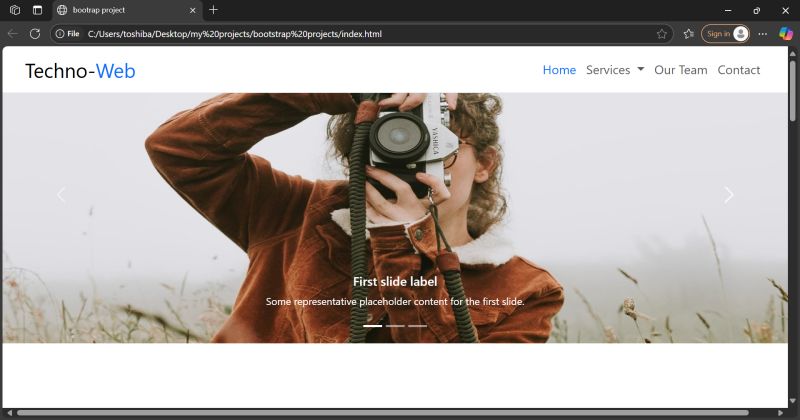 bootrap project
File
C:/Users/toshiba/Desktop/my%20projects/bootstrap%20projects/index.html
Sign in
Techno-Web
Home Services Our Team Contact
YASHICA
First slide label
Some representative placeholder content for the first slide.